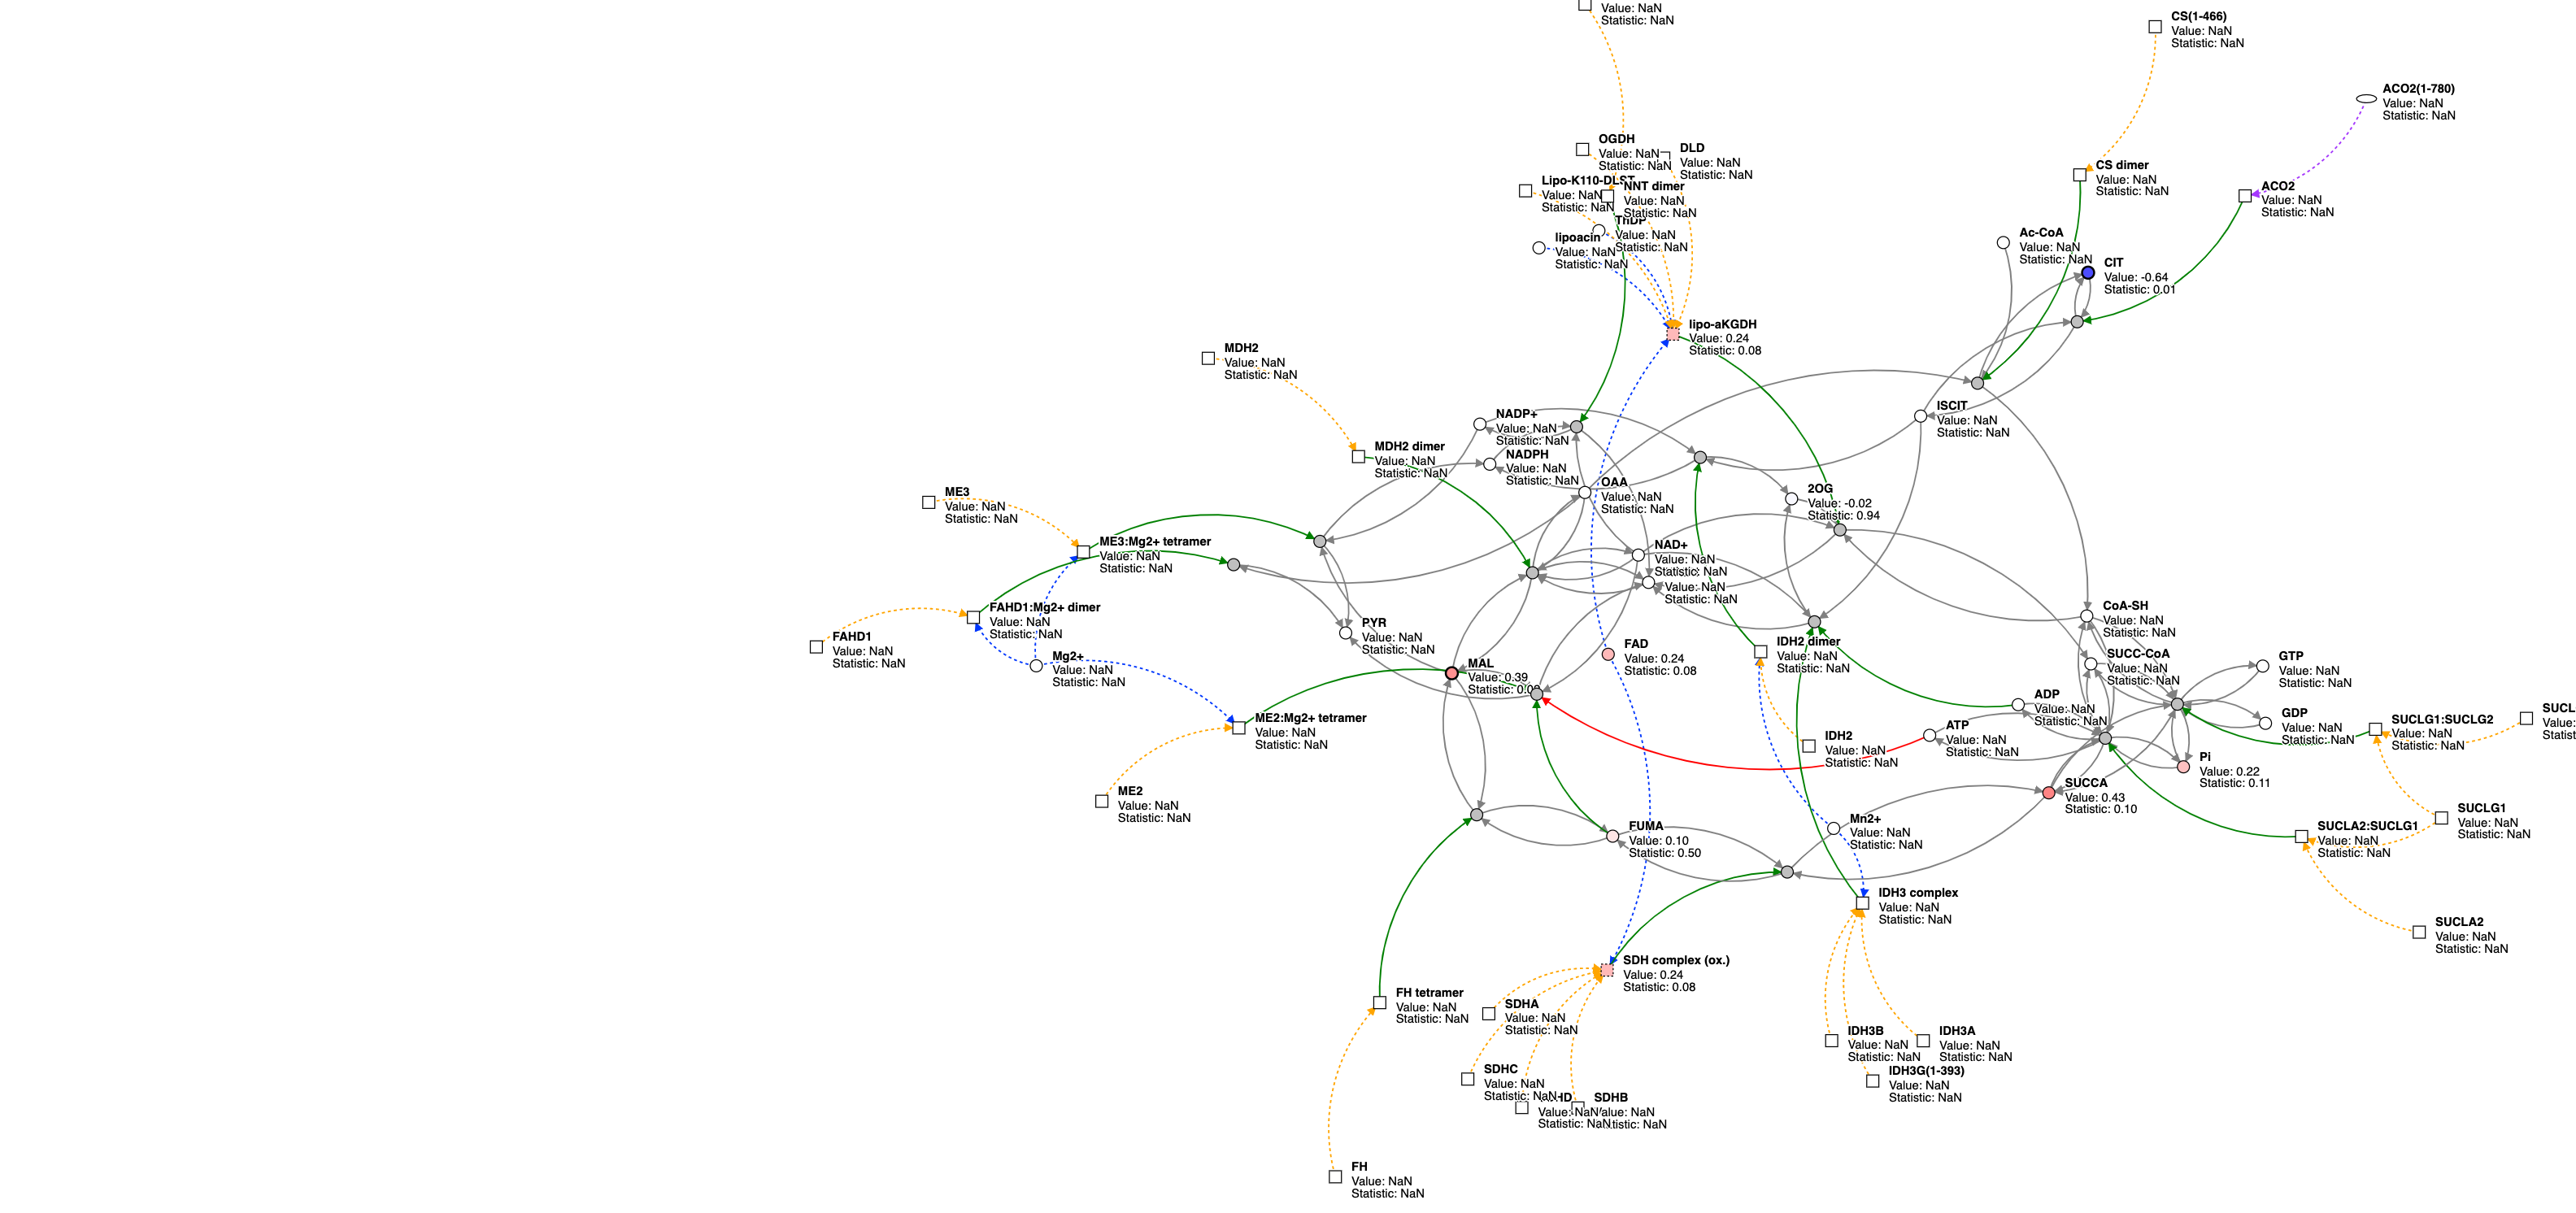 Value: NaN
Statistic: NaN
CS(1-466)
Value: NaN
Statistic: NaN
ACO2(1-780)
Value: NaN
Statistic: NaN
OGDH
Value: NaN
Statistic: NaN
DLD
Value: NaN
Statistic: NaN
CS dimer
Value: NaN
Statistic: NaN
Lipo-K110-DLST
Value: NaN
Statistic: NaN
NNT dimer
Value: NaN
Statistic: NaN
ACO2
Value: NaN
Statistic: NaN
ThDP
Value: NaN
Statistic: NaN
lipoacin
Value: NaN
Statistic: NaN
Ac-CoA
Value: NaN
Statistic: NaN
CIT
Value: -0.64
Statistic: 0.01
lipo-aKGDH
Value: 0.24
Statistic: 0.08
MDH2
Value: NaN
Statistic: NaN
ISCIT
Value: NaN
Statistic: NaN
NADP+
Value: NaN
Statistic: NaN
MDH2 dimer
Value: NaN
Statistic: NaN
NADPH
Value: NaN
Statistic: NaN
OAA
Value: NaN
Statistic: NaN
2OG
Value: -0.02
Statistic: 0.94
ME3
Value: NaN
Statistic: NaN
ME3:Mg2+ tetramer
Value: NaN
Statistic: NaN
NAD+
Value: NaN
Statistic: NaN
Value: NaN
Statistic: NaN
FAHD1:Mg2+ dimer
Value: NaN
Statistic: NaN
CoA-SH
Value: NaN
Statistic: NaN
PYR
Value: NaN
Statistic: NaN
FAHD1
Value: NaN
Statistic: NaN
IDH2 dimer
Value: NaN
Statistic: NaN
FAD
Value: 0.24
Statistic: 0.08
SUCC-CoA
Value: NaN
Statistic: NaN
GTP
Value: NaN
Statistic: NaN
Mg2+
Value: NaN
Statistic: NaN
MAL
Value: 0.39
Statistic: 0.09
ADP
Value: NaN
Statistic: NaN
SUCL
Value:
Statist
GDP
Value: NaN
Statistic: NaN
ME2:Mg2+ tetramer
Value: NaN
Statistic: NaN
SUCLG1:SUCLG2
Value: NaN
Statistic: NaN
ATP
Value: NaN
Statistic: NaN
IDH2
Value: NaN
Statistic: NaN
Pi
Value: 0.22
Statistic: 0.11
SUCCA
Value: 0.43
Statistic: 0.10
ME2
Value: NaN
Statistic: NaN
SUCLG1
Value: NaN
Statistic: NaN
Mn2+
Value: NaN
Statistic: NaN
FUMA
Value: 0.10
Statistic: 0.50
SUCLA2:SUCLG1
Value: NaN
Statistic: NaN
IDH3 complex
Value: NaN
Statistic: NaN
SUCLA2
Value: NaN
Statistic: NaN
SDH complex (ox.)
Value: 0.24
Statistic: 0.08
FH tetramer
Value: NaN
Statistic: NaN
SDHA
Value: NaN
Statistic: NaN
IDH3B
Value: NaN
Statistic: NaN
IDH3A
Value: NaN
Statistic: NaN
SDHC
Value: NaN
Statistic: NaN
IDH3G(1-393)
Value: NaN
Statistic: NaN
Value: NaN
Statistic: NaN
SDHB
Value: NaN
Statistic: NaN
FH
Value: NaN
Statistic: NaN